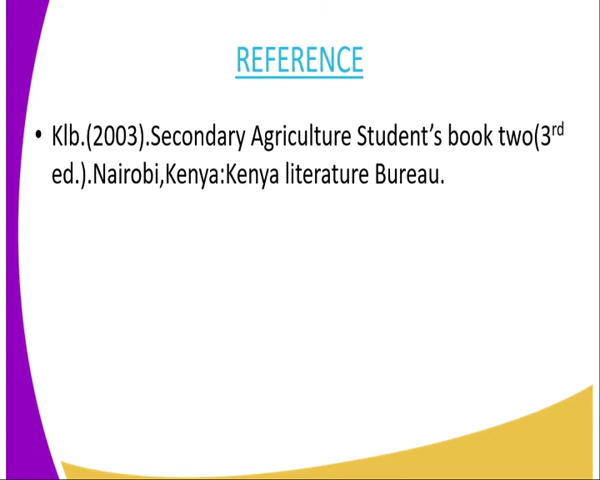 REFERENCE
• Klb.(2003).Secondary Agriculture Student's book two(3rd
ed.).Nairobi,Kenya:Kenya literature Bureau.